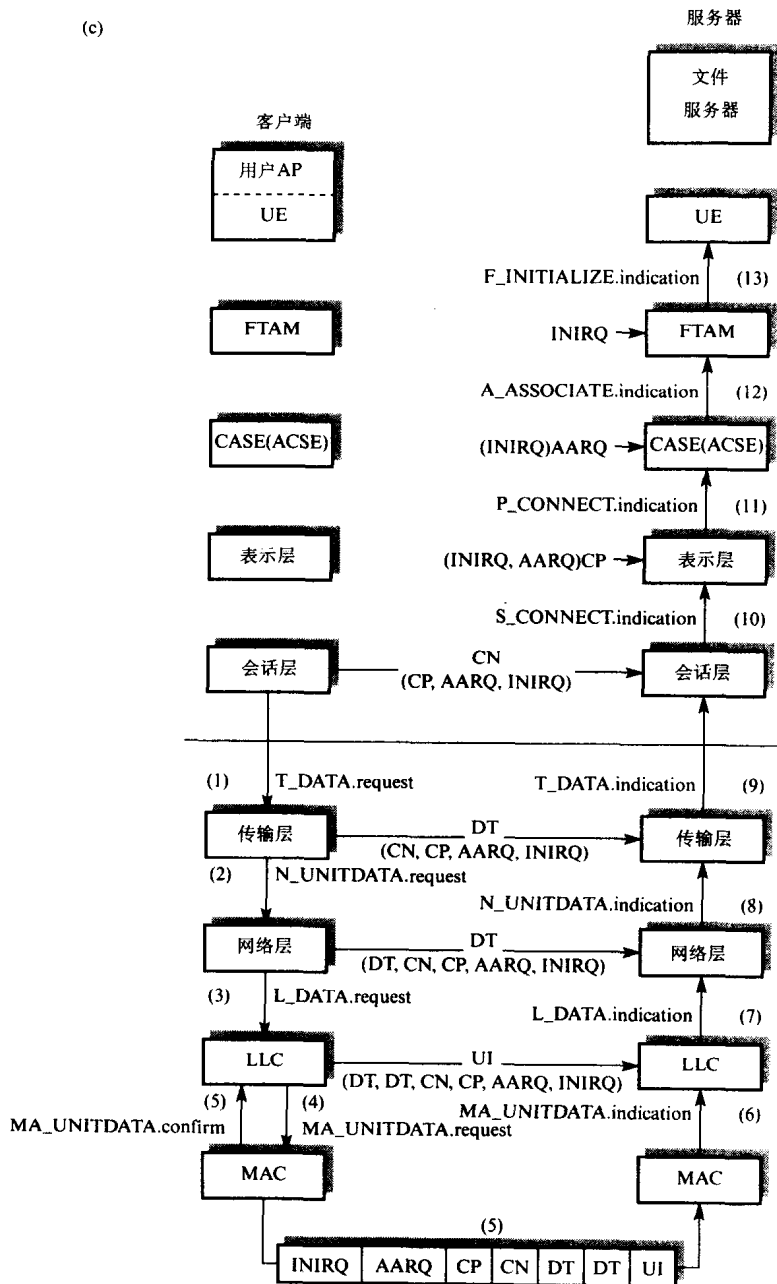 (c)
服务器
文件
服务器
客户端
用户AP
UE
UE
F_INITIALIZE.indication (13)
FTAM
INIRQ
FTAM
A_ASSOCIATE.indication (12)
CASE(ACSE)
(INIRQ)AARQ
CASE(ACSE)
P_CONNECT.indication (11)
表示层
(INIRQ, AARQ)CP
表示层
S_CONNECT.indication (10)
会话层
CN
(CP, AARQ, INIRQ)
会话层
(1) T_DATA.request
T_DATA.indication (9)
传输层
DT
(CN, CP, AARQ, INIRQ)
传输层
(2) N_UNITDATA.request
N_UNITDATA.indication (8)
网络层
DT
(DT, CN, CP, AARQ, INIRQ)
网络层
(3) L_DATA.request
L_DATA.indication (7)
LLC
UI
(DT, DT, CN, CP, AARQ, INIRQ)
LLC
(5) (4)
MA_UNITDATA.indication (6)
MA_UNITDATA.confirm
MA_UNITDATA.request
MAC
MAC
(5)
INIRQ AARQ CP CN DT DT UI